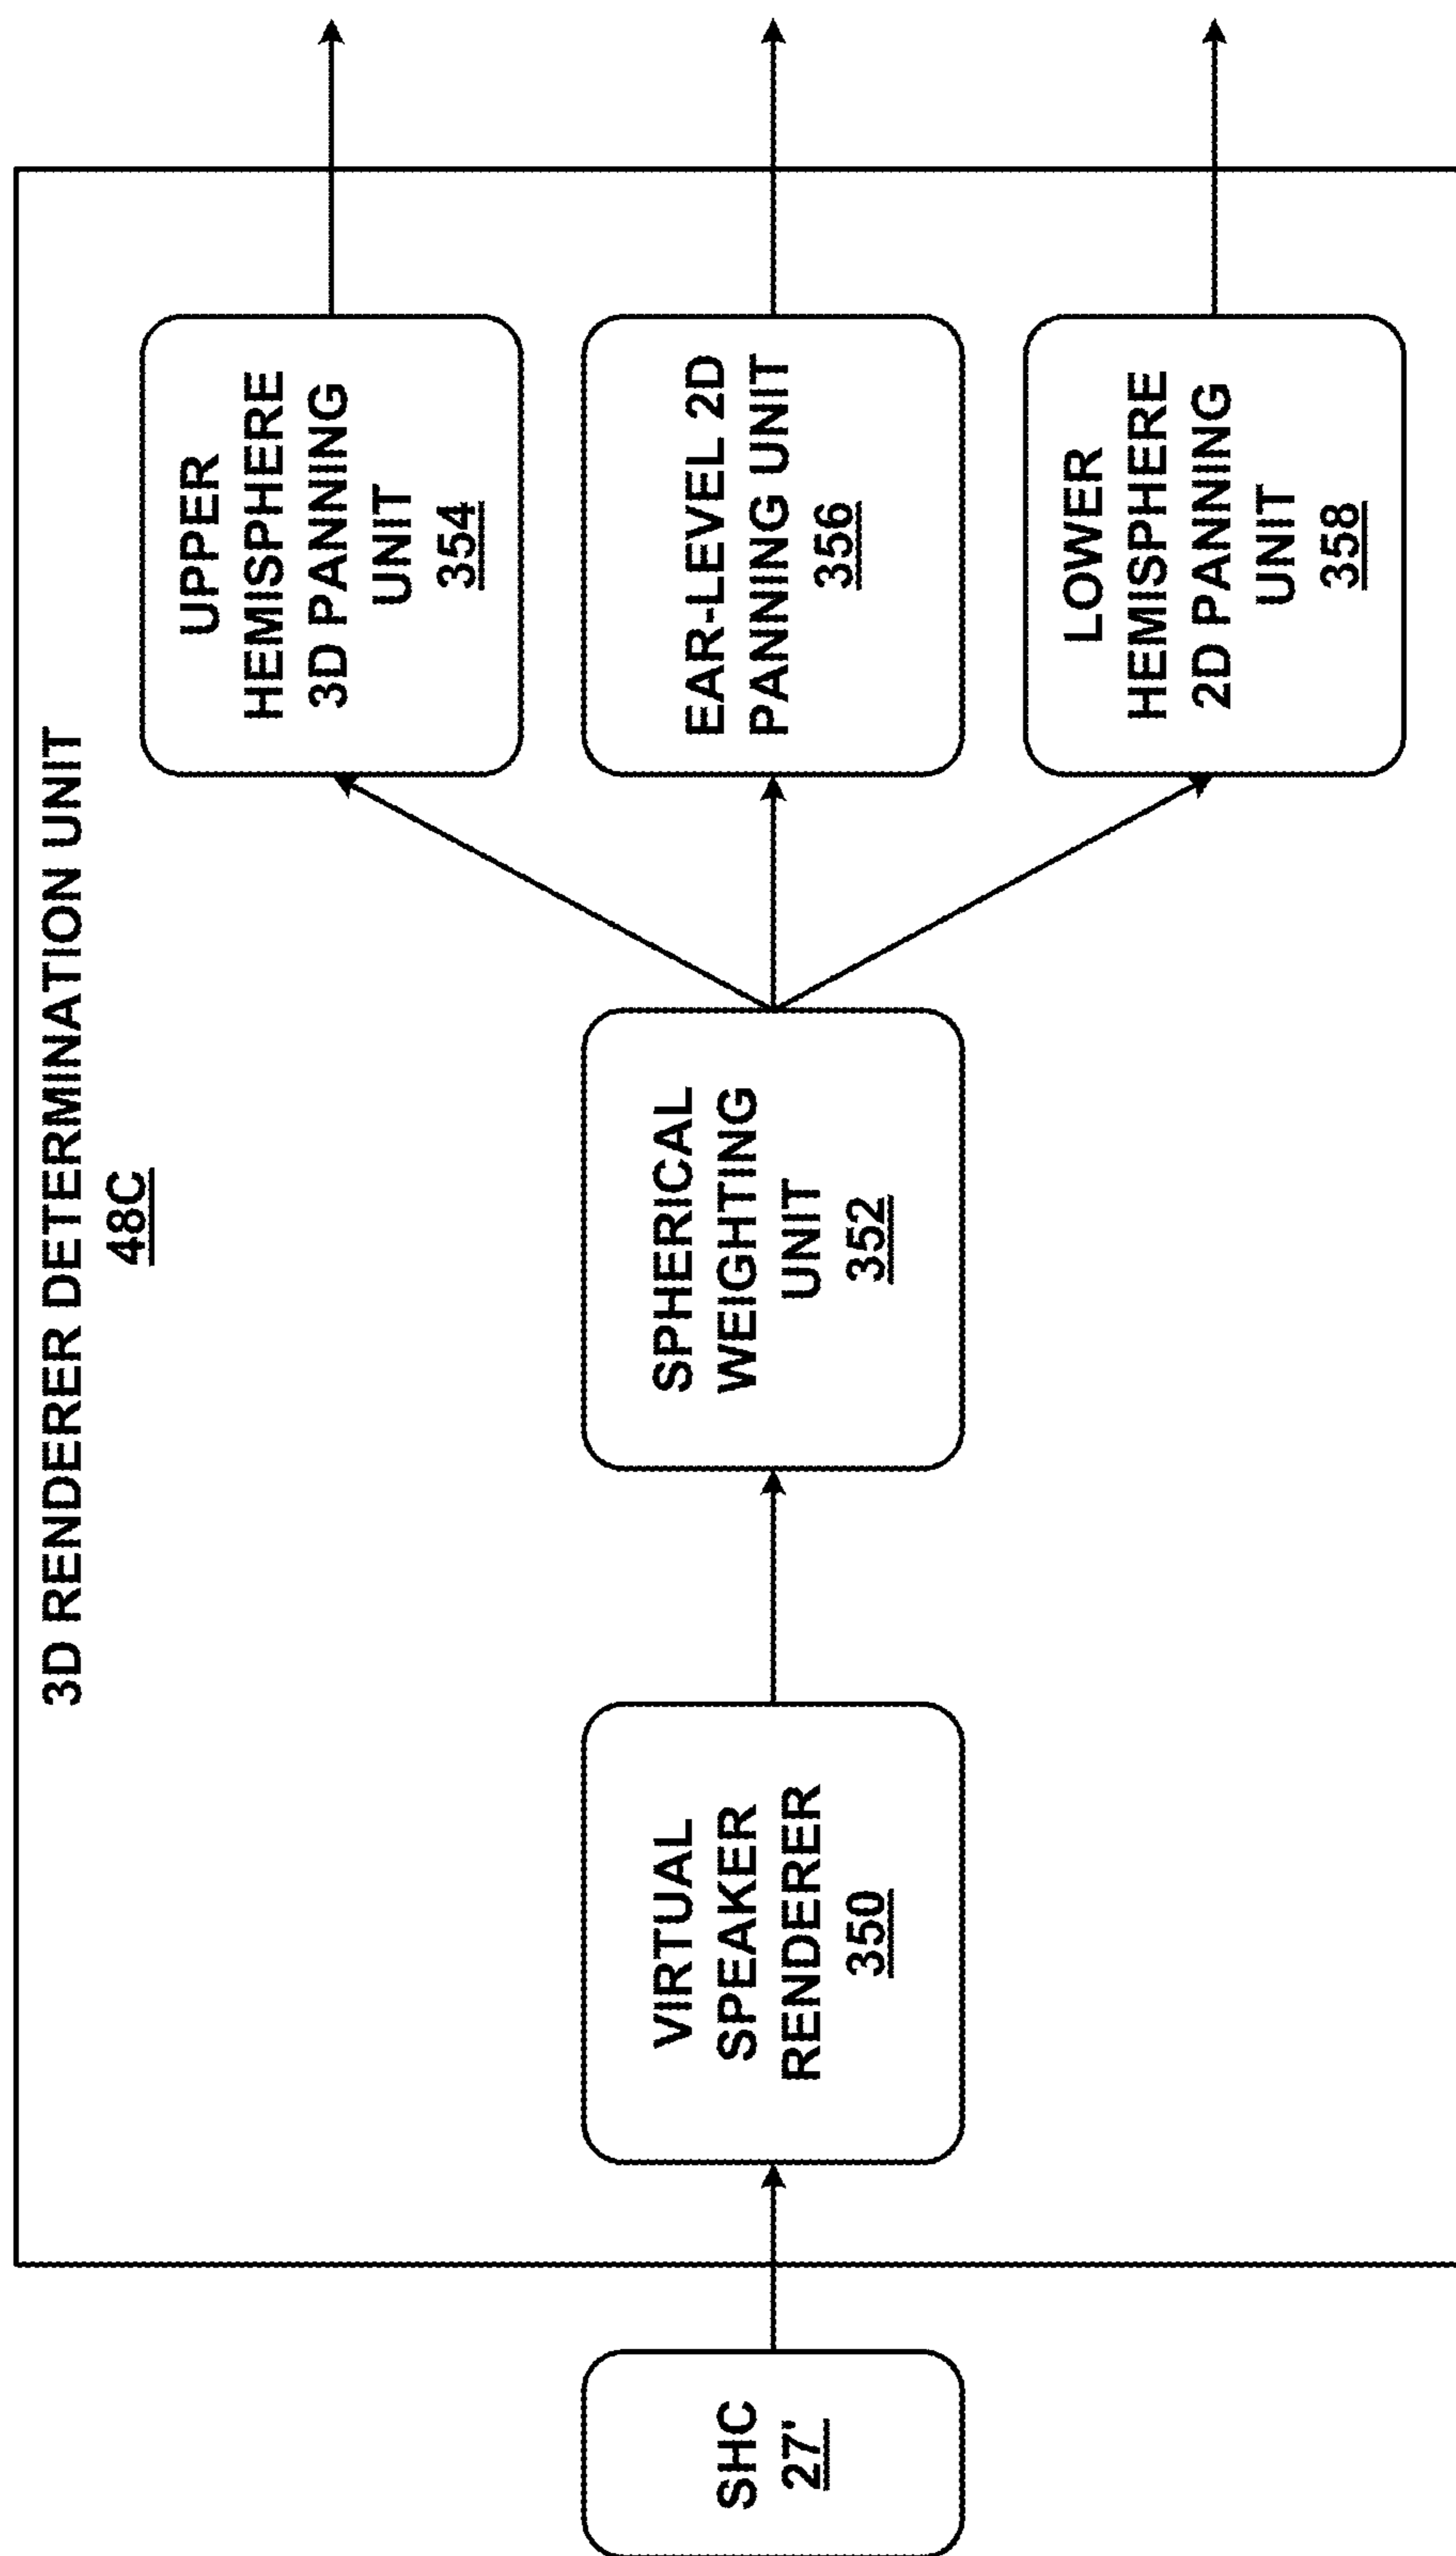 3D RENDERER DETERMINATION UNIT
48C
SHC
27'
VIRTUAL
SPEAKER
RENDERER
350
SPHERICAL
WEIGHTING
UNIT
352
UPPER
HEMISPHERE
3D PANNING
UNIT
354
EAR-LEVEL 2D
PANNING UNIT
356
LOWER
HEMISPHERE
2D PANNING
UNIT
358